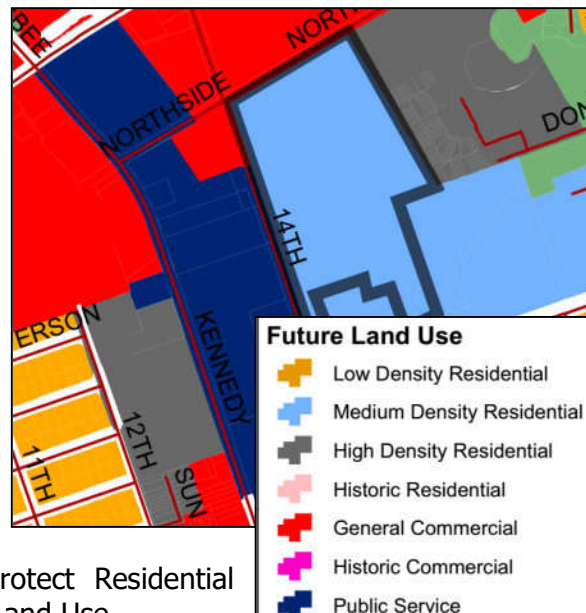 BEE
NORTH
NORTHSIDE
DON
14TH
ERSON
KENNEDY
12TH
11TH
SUN
Future Land Use
Low Density Residential
Medium Density Residential
High Density Residential
Historic Residential
General Commercial
Historic Commercial
Public Service
rotect Residential
and Use